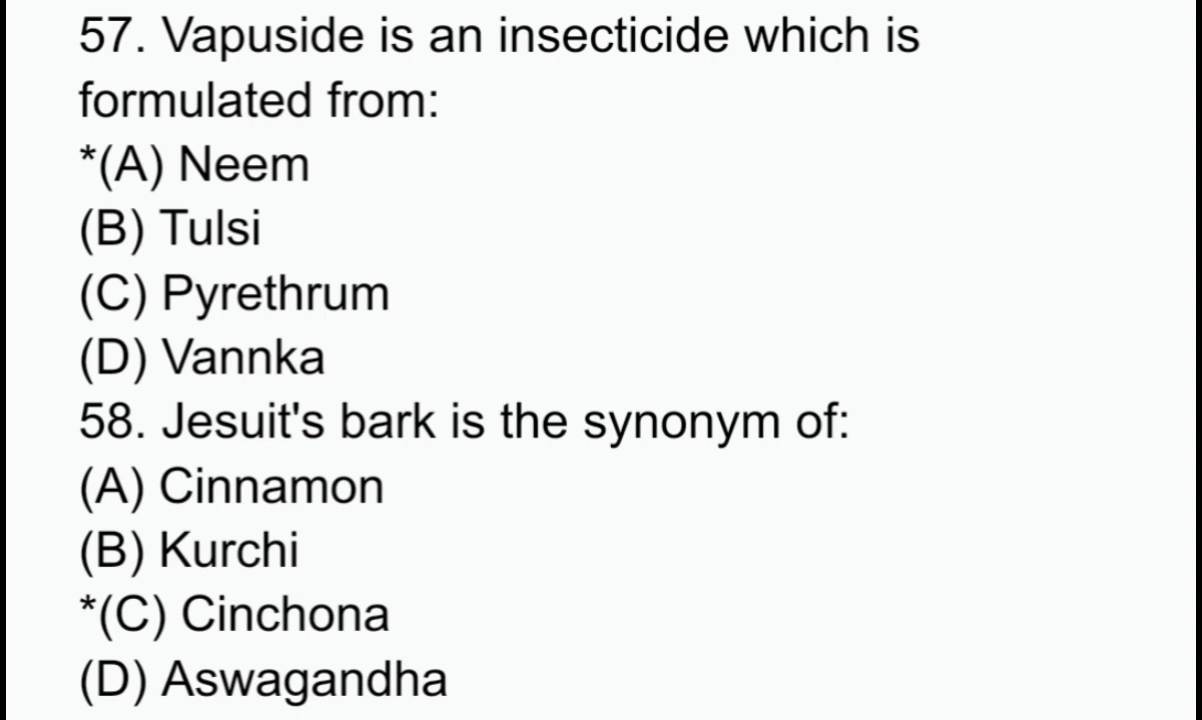 57. Vapuside is an insecticide which is
formulated from:
*(A) Neem
(B) Tulsi
(C) Pyrethrum
(D) Vannka
58. Jesuit's bark is the synonym of:
(A) Cinnamon
(B) Kurchi
*(C) Cinchona
(D) Aswagandha